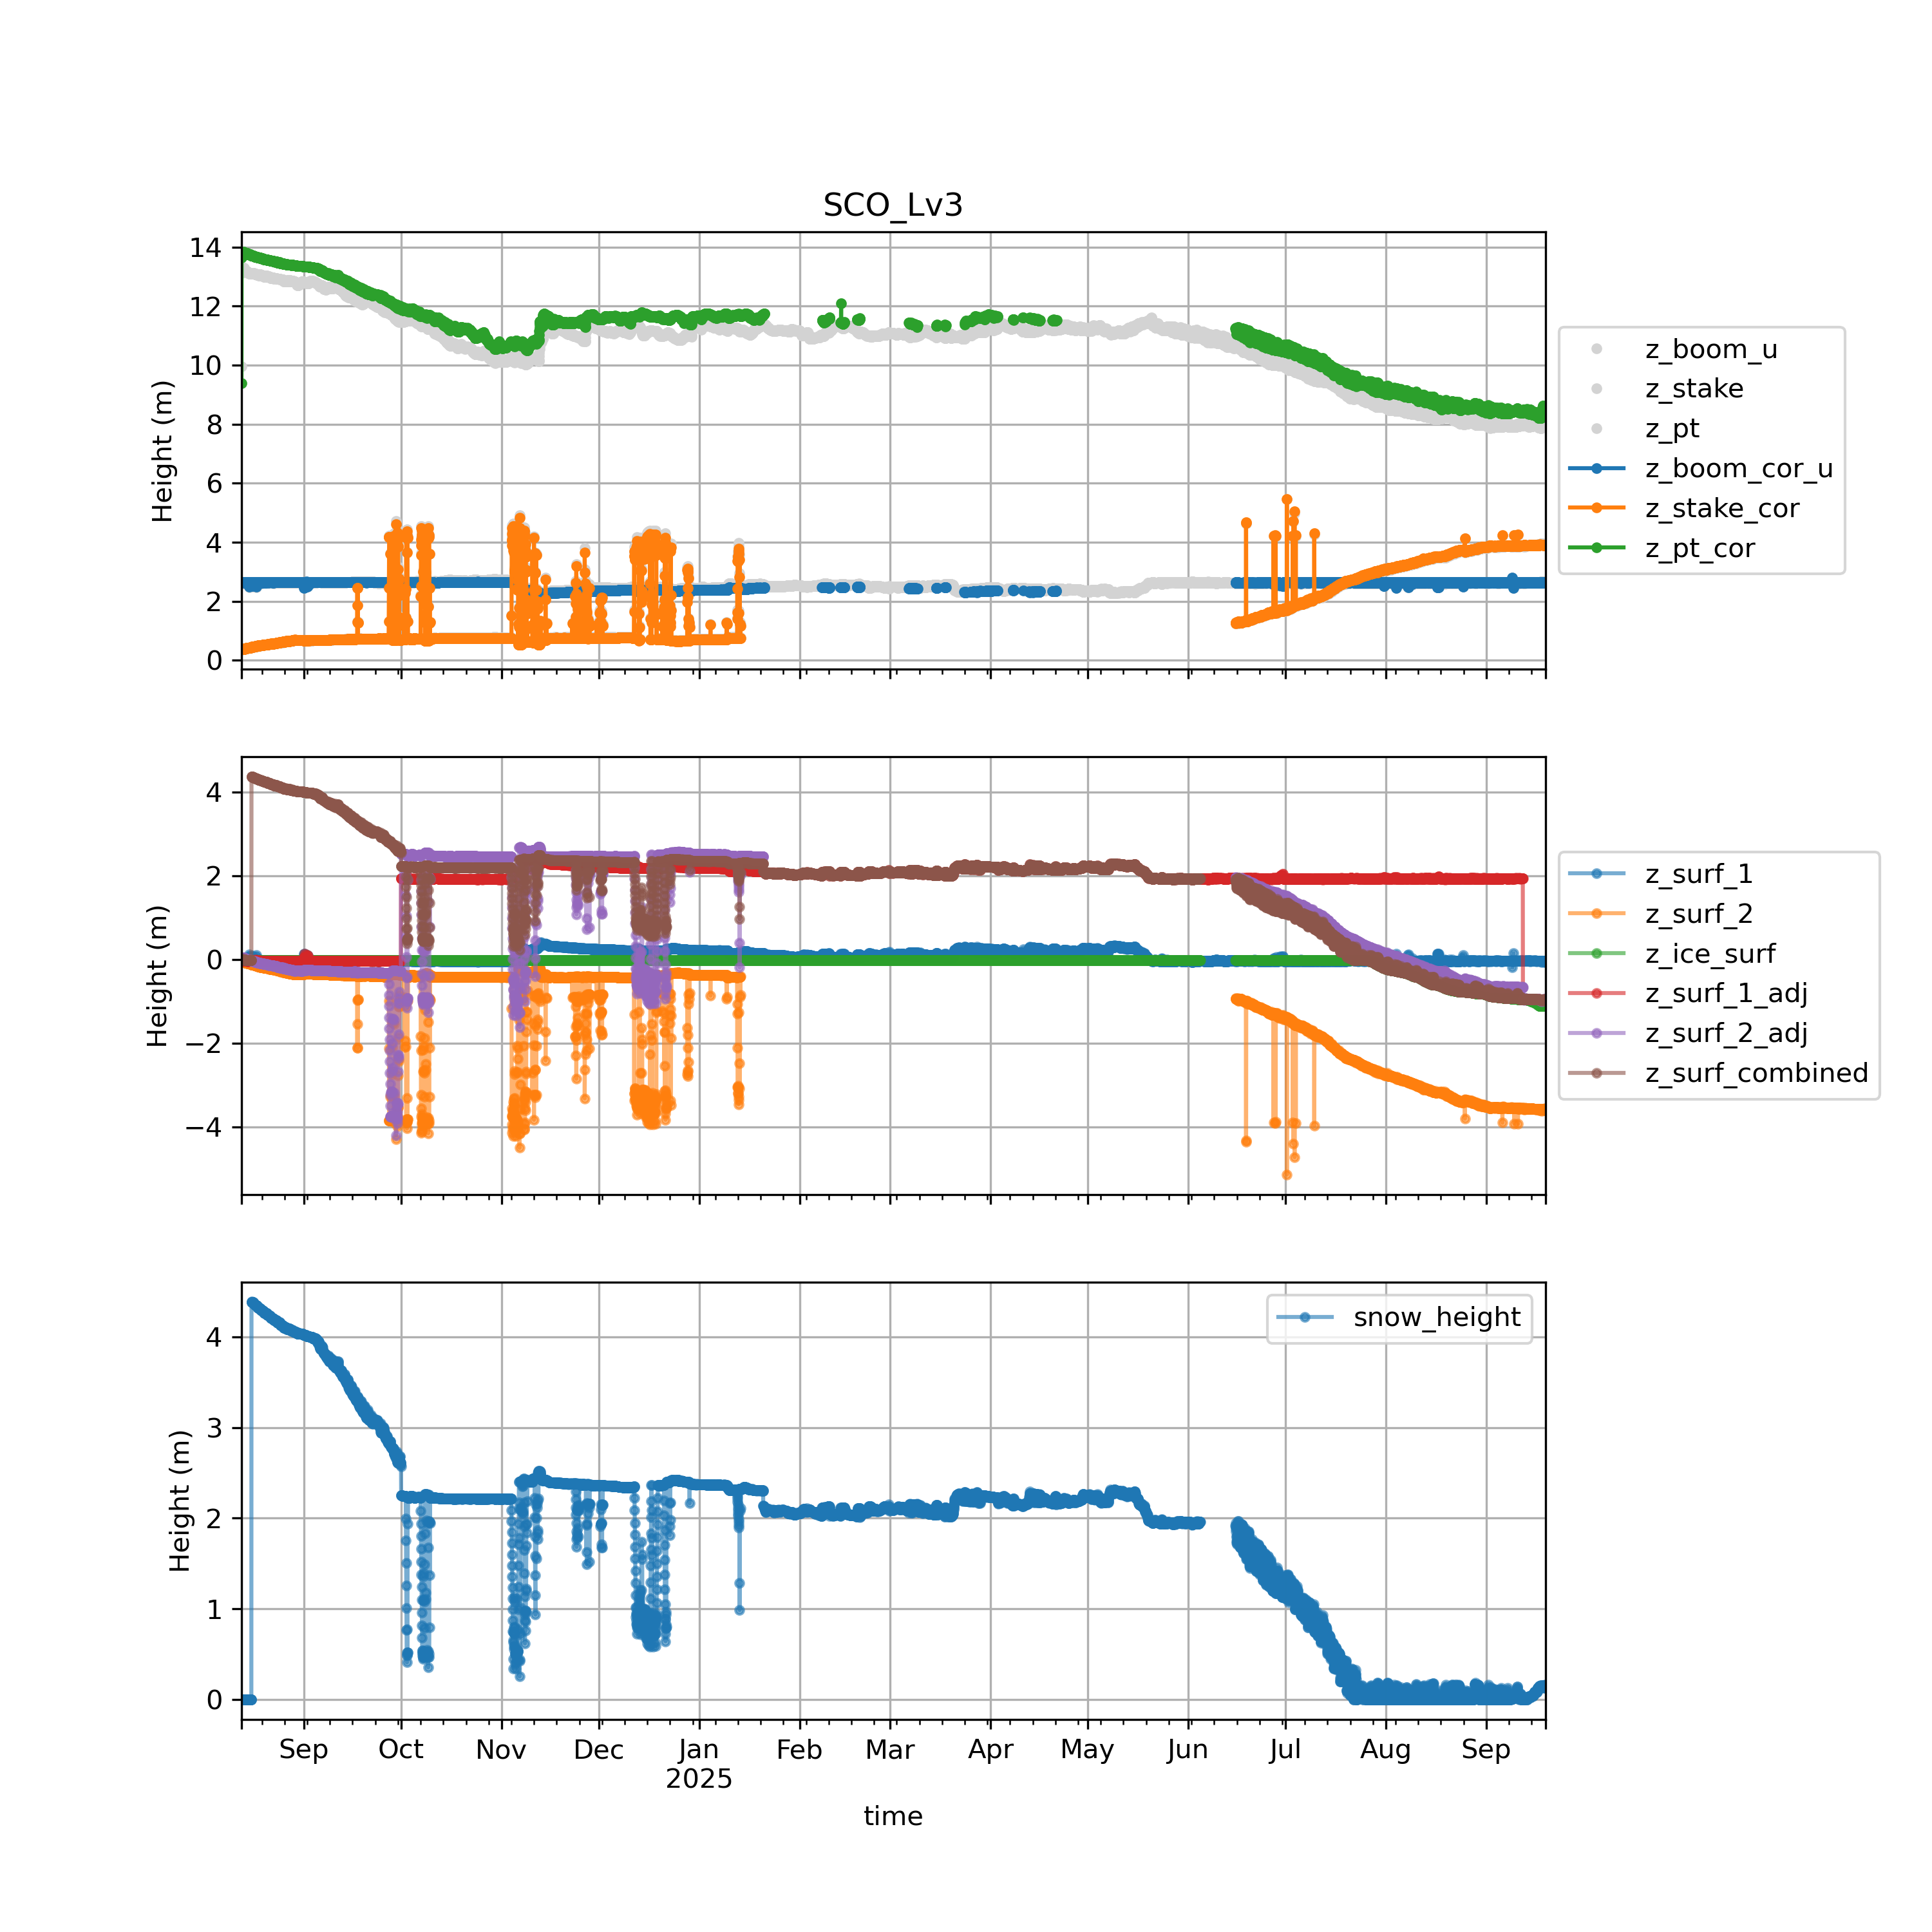 SCO_Lv3
14
12
10
8
6
4
2
0
Height (m)
z_boom_u
z_stake
z_pt
z_boom_cor_u
z_stake_cor
z_pt_cor
4
2
0
−2
−4
Height (m)
z_surf_1
z_surf_2
z_ice_surf
z_surf_1_adj
z_surf_2_adj
z_surf_combined
4
3
2
1
0
Height (m)
snow_height
Sep Oct Nov Dec Jan Feb Mar Apr May Jun Jul Aug Sep
2025
time